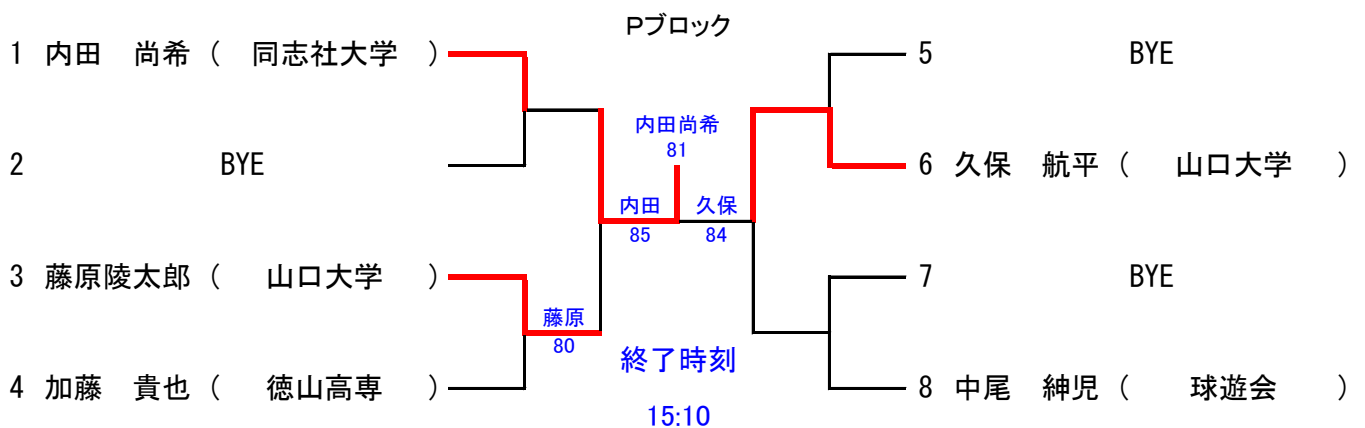 Pブロック
1 内田 尚希 ( 同志社大学 )
2 BYE
3 藤原陵太郎 ( 山口大学 )
4 加藤 貴也 ( 徳山高専 )
藤原
80
内田
85
内田尚希
81
久保
84
終了時刻
15:10
5 BYE
6 久保 航平 ( 山口大学 )
7 BYE
8 中尾 紳児 ( 球遊会 )